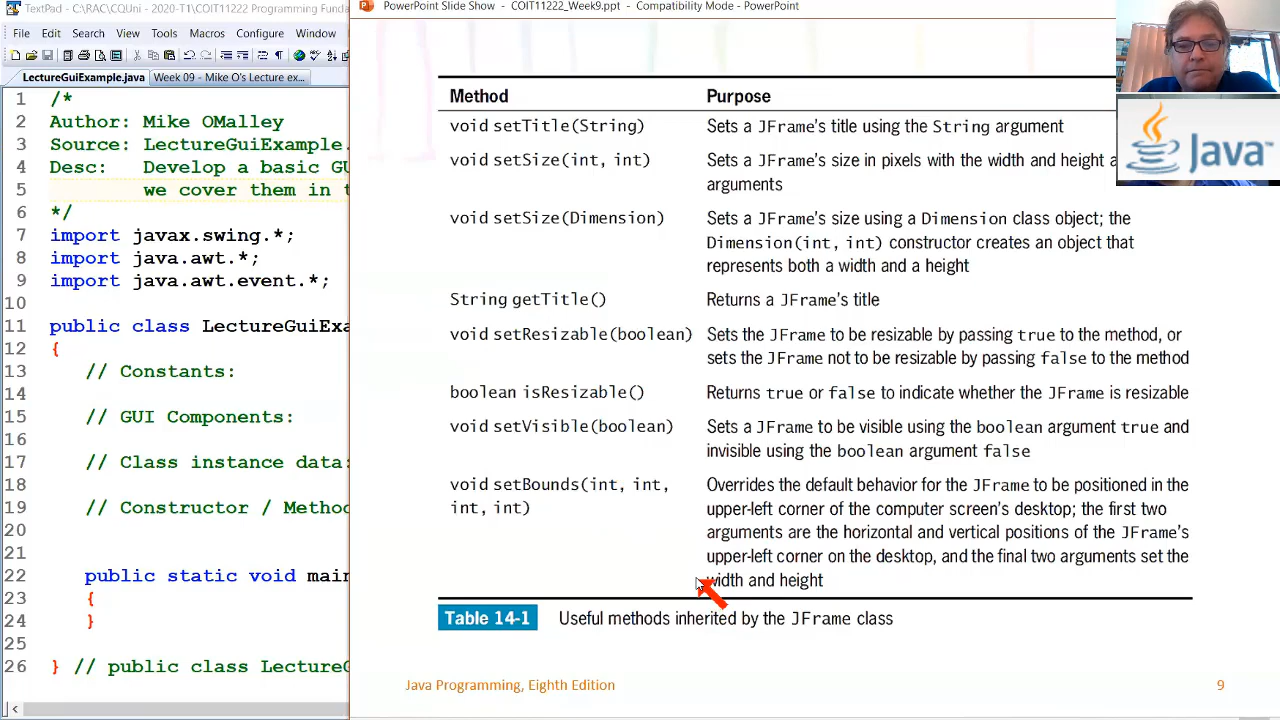 TextPad - C:\RAC\CQUni - 2020-T1\COIT11222 Programming Funda
File Edit Search View Tools Macros Configure Window
LectureGuiExample.java Week 09 - Mike O's Lecture ex...
1 /*
2 Author: Mike OMalley
3 Source: LectureGuiExample.
4 Desc: Develop a basic GU
5 we cover them in t
6 */
7 import javax.swing.*;
8 import java.awt.*;
9 import java.awt.event.*;
10
11 public class LectureGuiExa
12 {
13 // Constants:
14
15 // GUI Components:
16
17 // Class instance data:
18
19 // Constructor / Metho
20
21
22 public static void main
23 {
24 }
25
26 } // public class LectureG
PowerPoint Slide Show - COIT11222_Week9.ppt - Compatibility Mode - PowerPoint
Method Purpose
void setTitle(String) Sets a JFrame's title using the String argument
void setSize(int, int) Sets a JFrame's size in pixels with the width and height a
arguments
void setSize(Dimension) Sets a JFrame's size using a Dimension class object; the
Dimension(int, int) constructor creates an object that
represents both a width and a height
String getTitle() Returns a JFrame's title
void setResizable(boolean) Sets the JFrame to be resizable by passing true to the method, or
sets the JFrame not to be resizable by passing false to the method
boolean isResizable() Returns true or false to indicate whether the JFrame is resizable
void setVisible(boolean) Sets a JFrame to be visible using the boolean argument true and
invisible using the boolean argument false
void setBounds(int, int, Overrides the default behavior for the JFrame to be positioned in the
int, int) upper-left corner of the computer screen's desktop; the first two
arguments are the horizontal and vertical positions of the JFrame's
upper-left corner on the desktop, and the final two arguments set the
width and height
Table 14-1 Useful methods inherited by the JFrame class
Java Programming, Eighth Edition 9
Java™